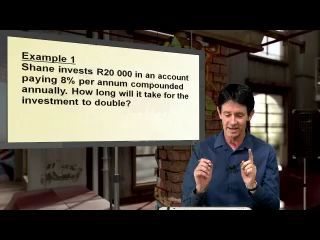 Example 1
Shane invests R20 000 in an account
paying 8% per annum compounded
annually. How long will it take for the
investment to double?